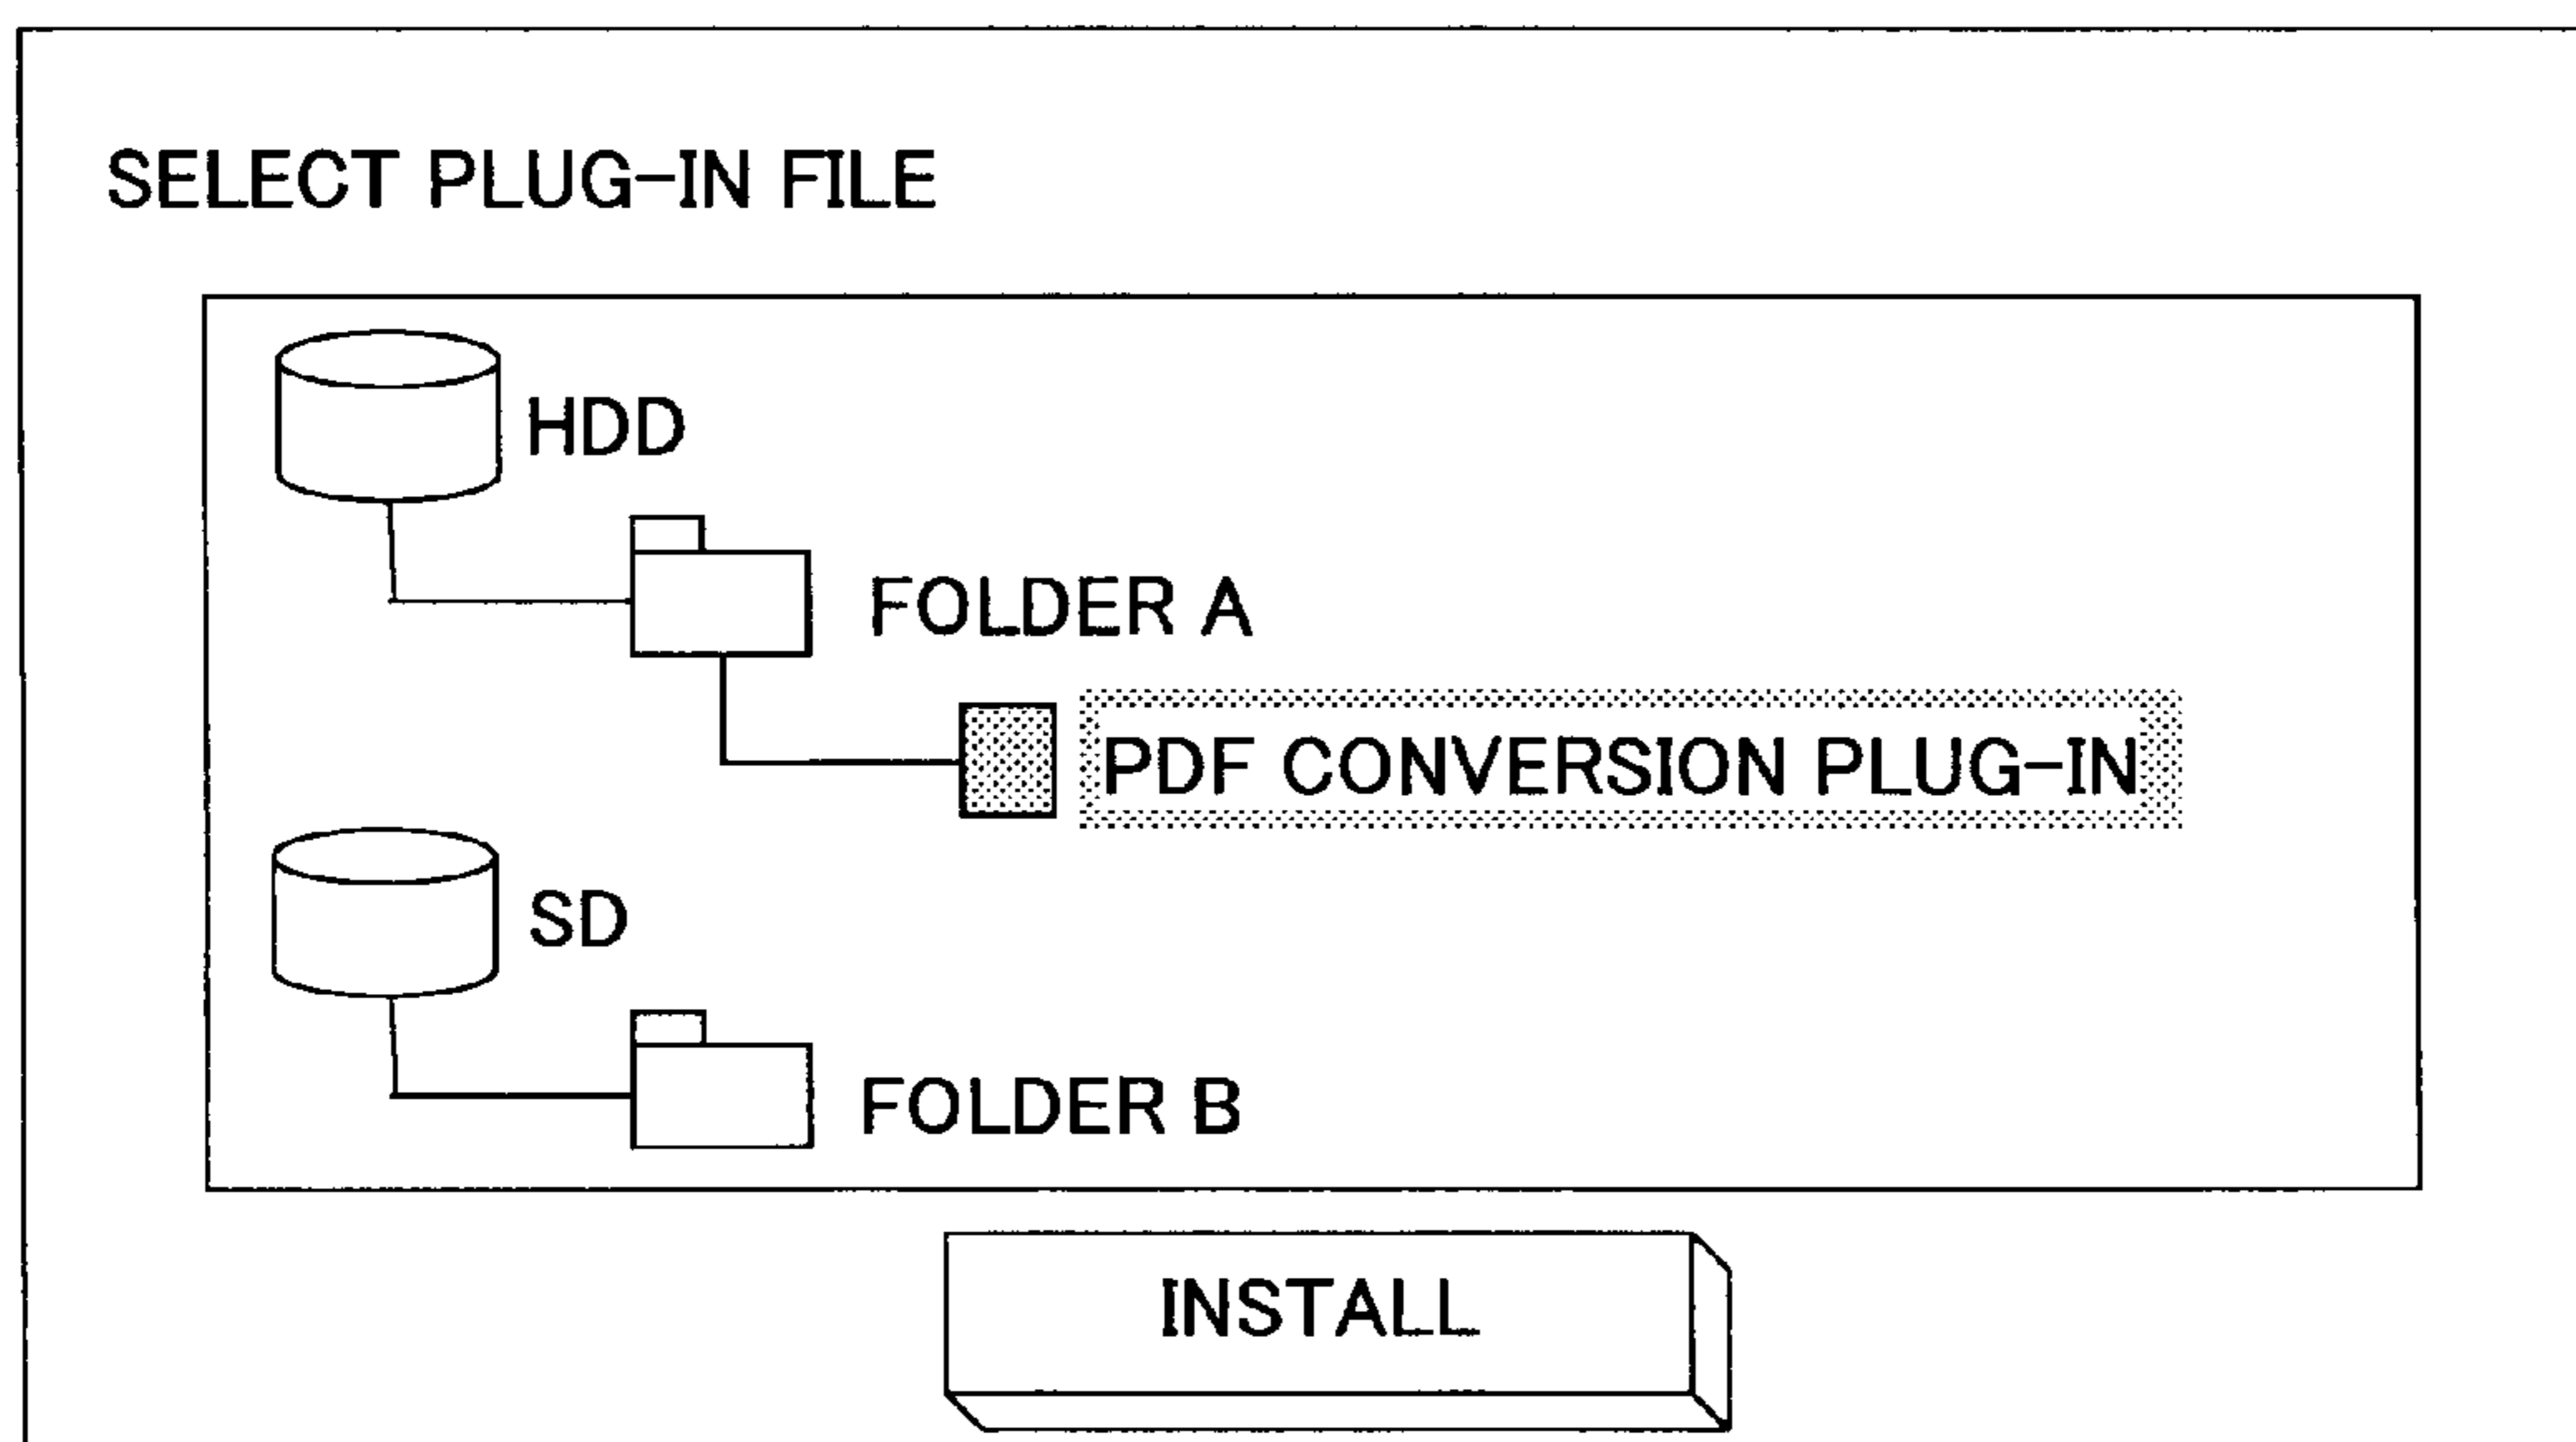 SELECT PLUG-IN FILE
HDD
FOLDER A
PDF CONVERSION PLUG-IN
SD
FOLDER B
INSTALL